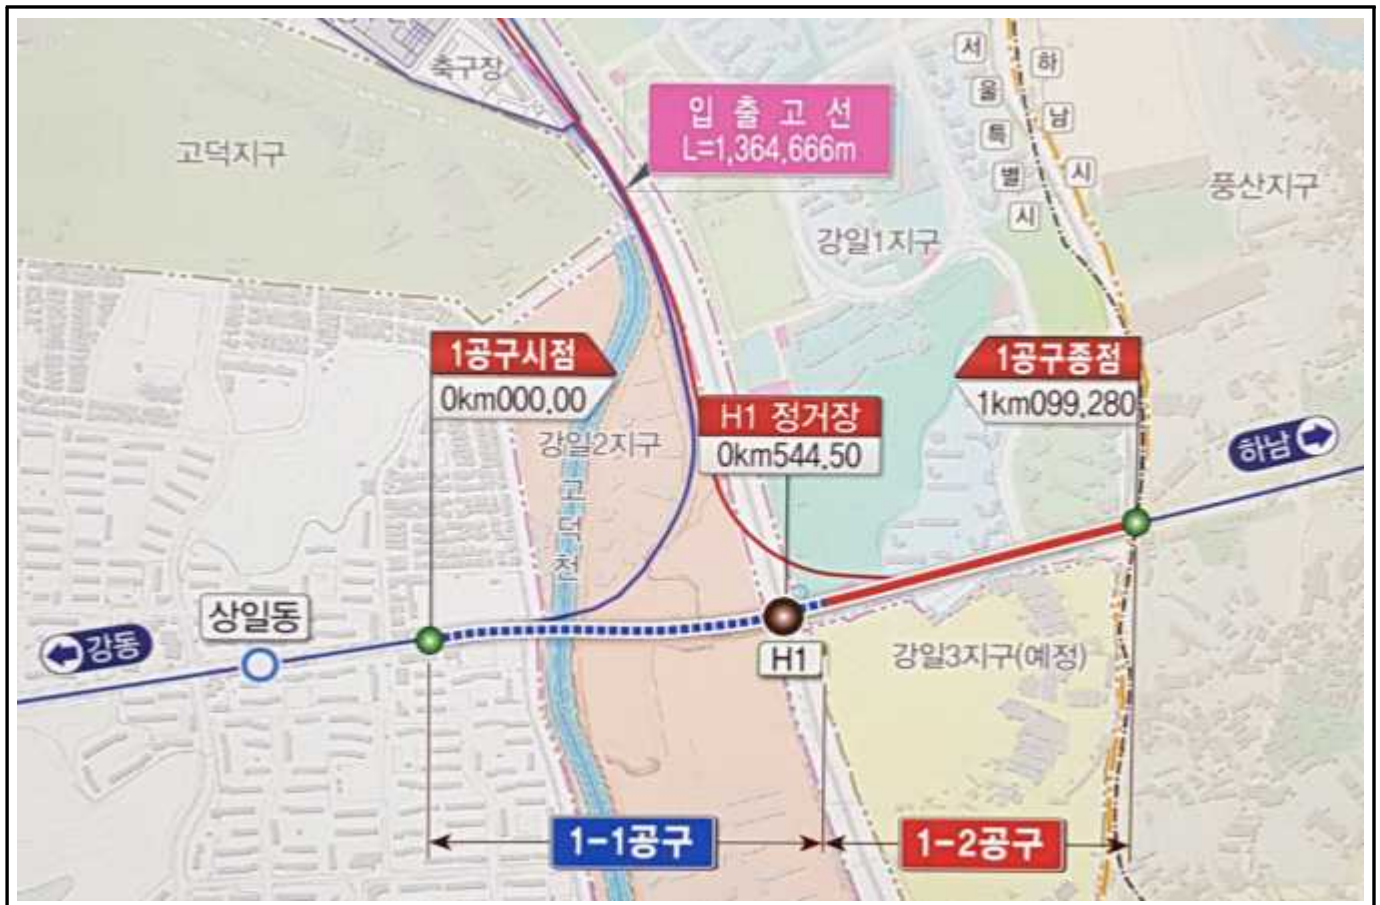 축구장
입 출 고 선
L=1,364,666m
서울특별시
하남시
고덕지구
풍산지구
강일1지구
1공구시점
0km000.00
1공구종점
1km099.280
H1 정거장
0km544.50
강일2지구
고덕천
하남
상일동
강동
H1
강일3지구(예정)
1-1공구
1-2공구